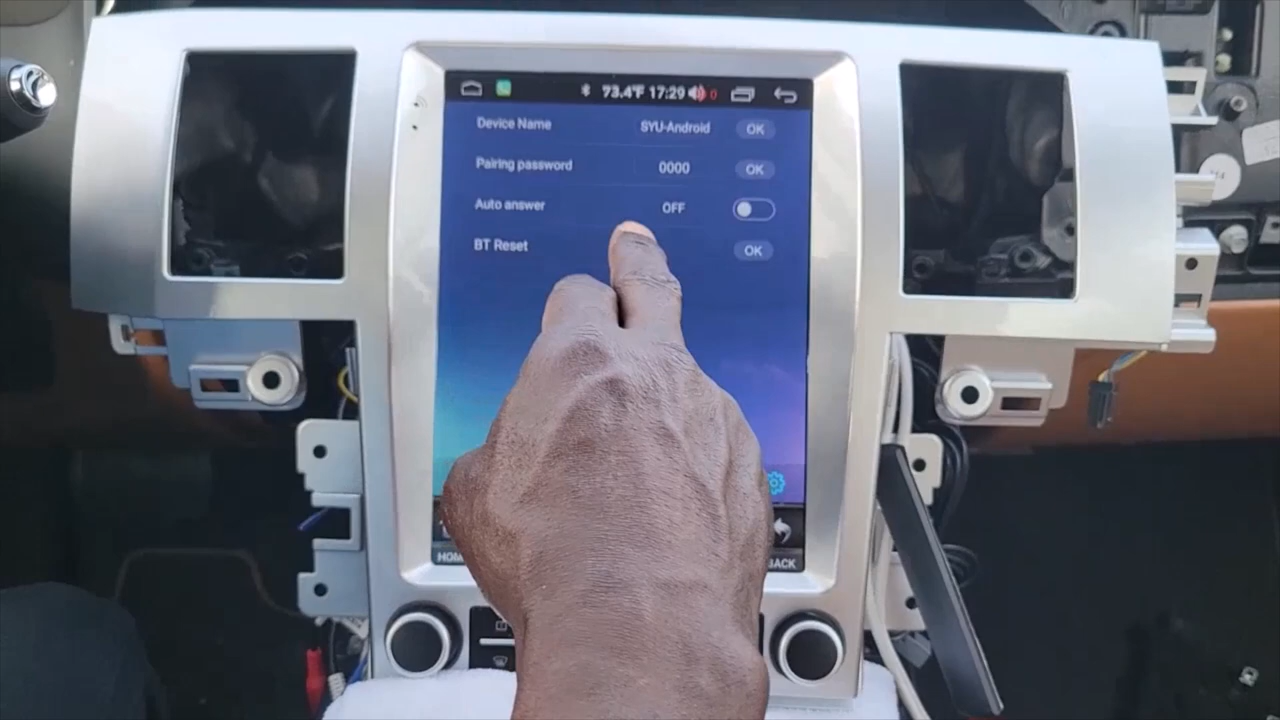 73.4°F 17:29 0
Device Name SYU-Android OK
Pairing password 0000 OK
Auto answer OFF
BT Reset OK
BACK